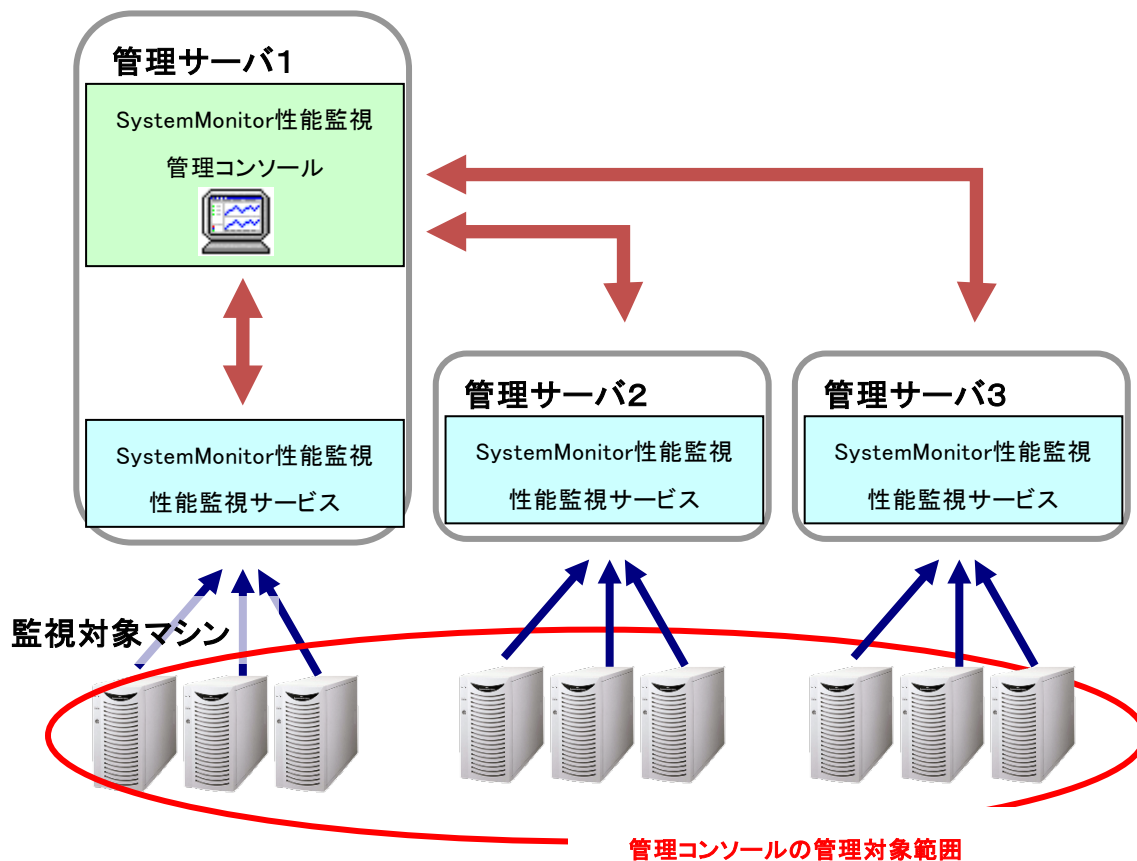 管理サーバ1
SystemMonitor性能監視
管理コンソール
SystemMonitor性能監視
性能監視サービス
管理サーバ2
SystemMonitor性能監視
性能監視サービス
管理サーバ3
SystemMonitor性能監視
性能監視サービス
監視対象マシン
管理コンソールの管理対象範囲